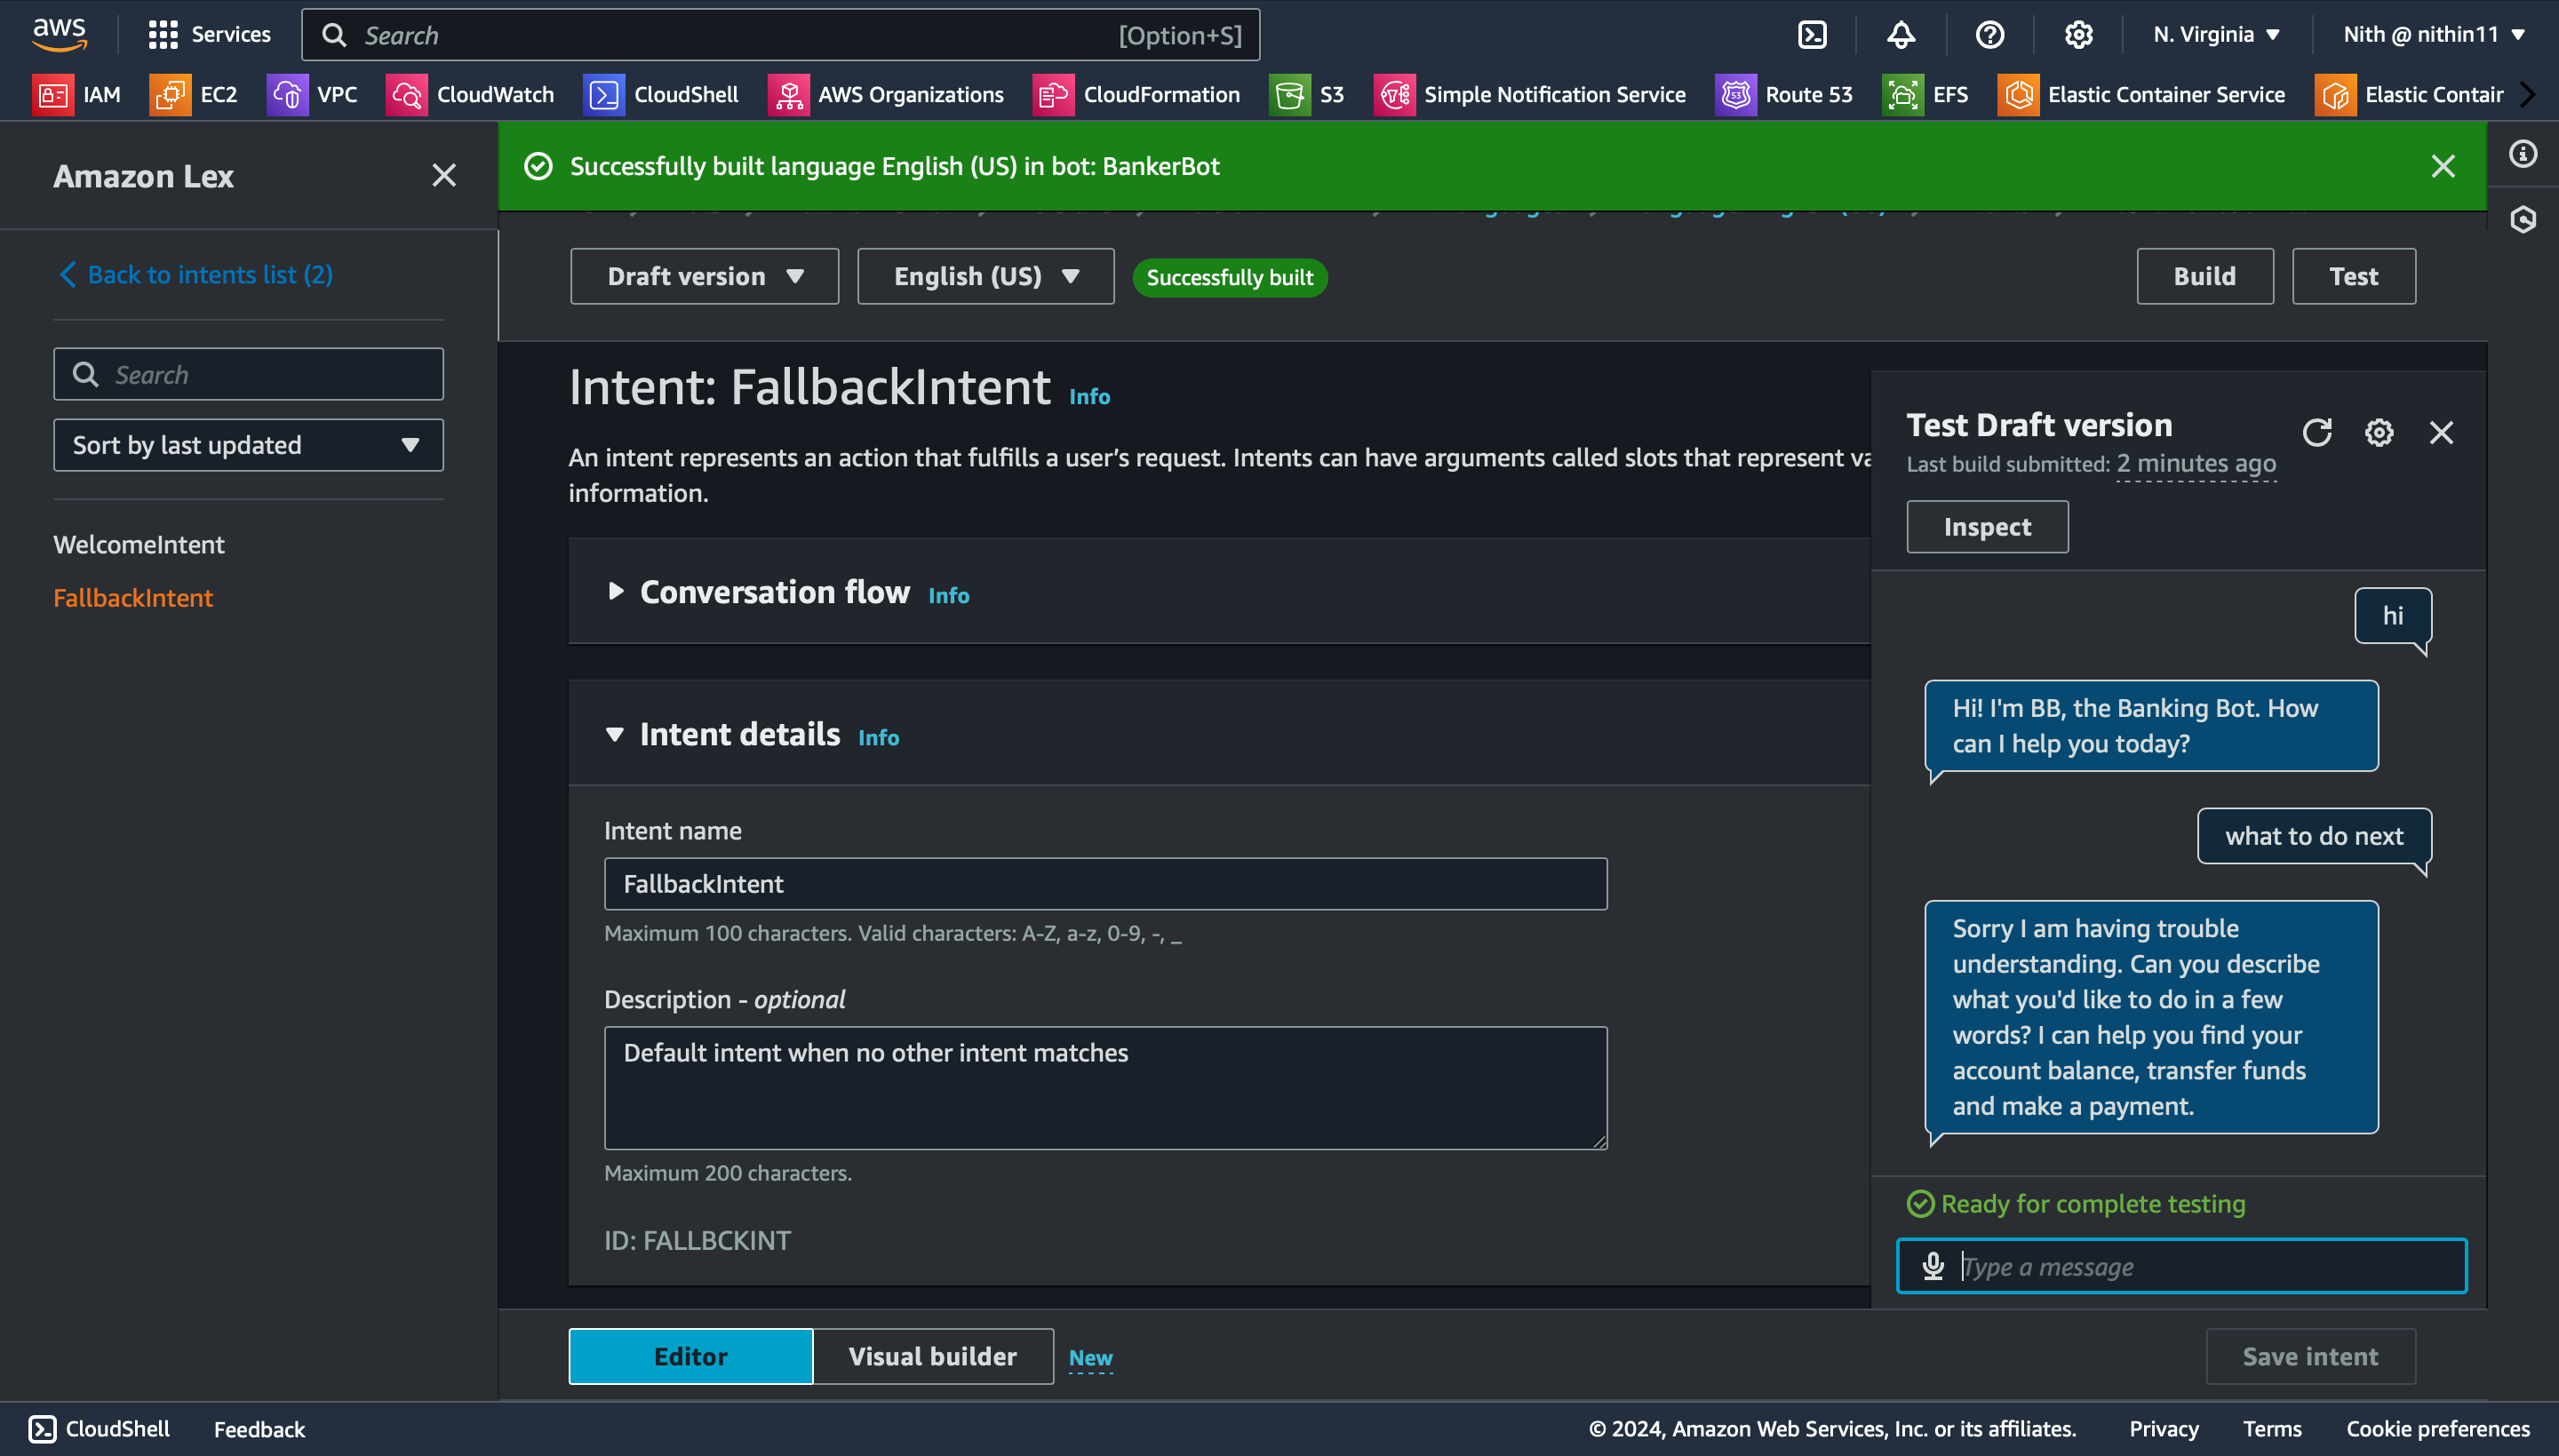 aws
Services
Search
[Option+S]
N. Virginia
Nith @ nithin11
IAM
EC2
VPC
CloudWatch
CloudShell
AWS Organizations
CloudFormation
S3
Simple Notification Service
53
Route 53
EFS
Elastic Container Service
Elastic Contair
Amazon Lex
Successfully built language English (US) in bot: BankerBot
Back to intents list (2)
Draft version
English (US)
Successfully built
Build
Test
Search
Sort by last updated
WelcomeIntent
FallbackIntent
Intent: FallbackIntent Info
An intent represents an action that fulfills a user's request. Intents can have arguments called slots that represent va
information.
Conversation flow Info
Intent details Info
Intent name
FallbackIntent
Maximum 100 characters. Valid characters: A-Z, a-z, 0-9, -, _
Description - optional
Default intent when no other intent matches
Maximum 200 characters.
ID: FALLBCKINT
Test Draft version
Last build submitted: 2 minutes ago
Inspect
hi
Hi! I'm BB, the Banking Bot. How
can I help you today?
what to do next
Sorry I am having trouble
understanding. Can you describe
what you'd like to do in a few
words? I can help you find your
account balance, transfer funds
and make a payment.
Ready for complete testing
Type a message
Editor
Visual builder
New
Save intent
CloudShell
Feedback
© 2024, Amazon Web Services, Inc. or its affiliates.
Privacy
Terms
Cookie preferences